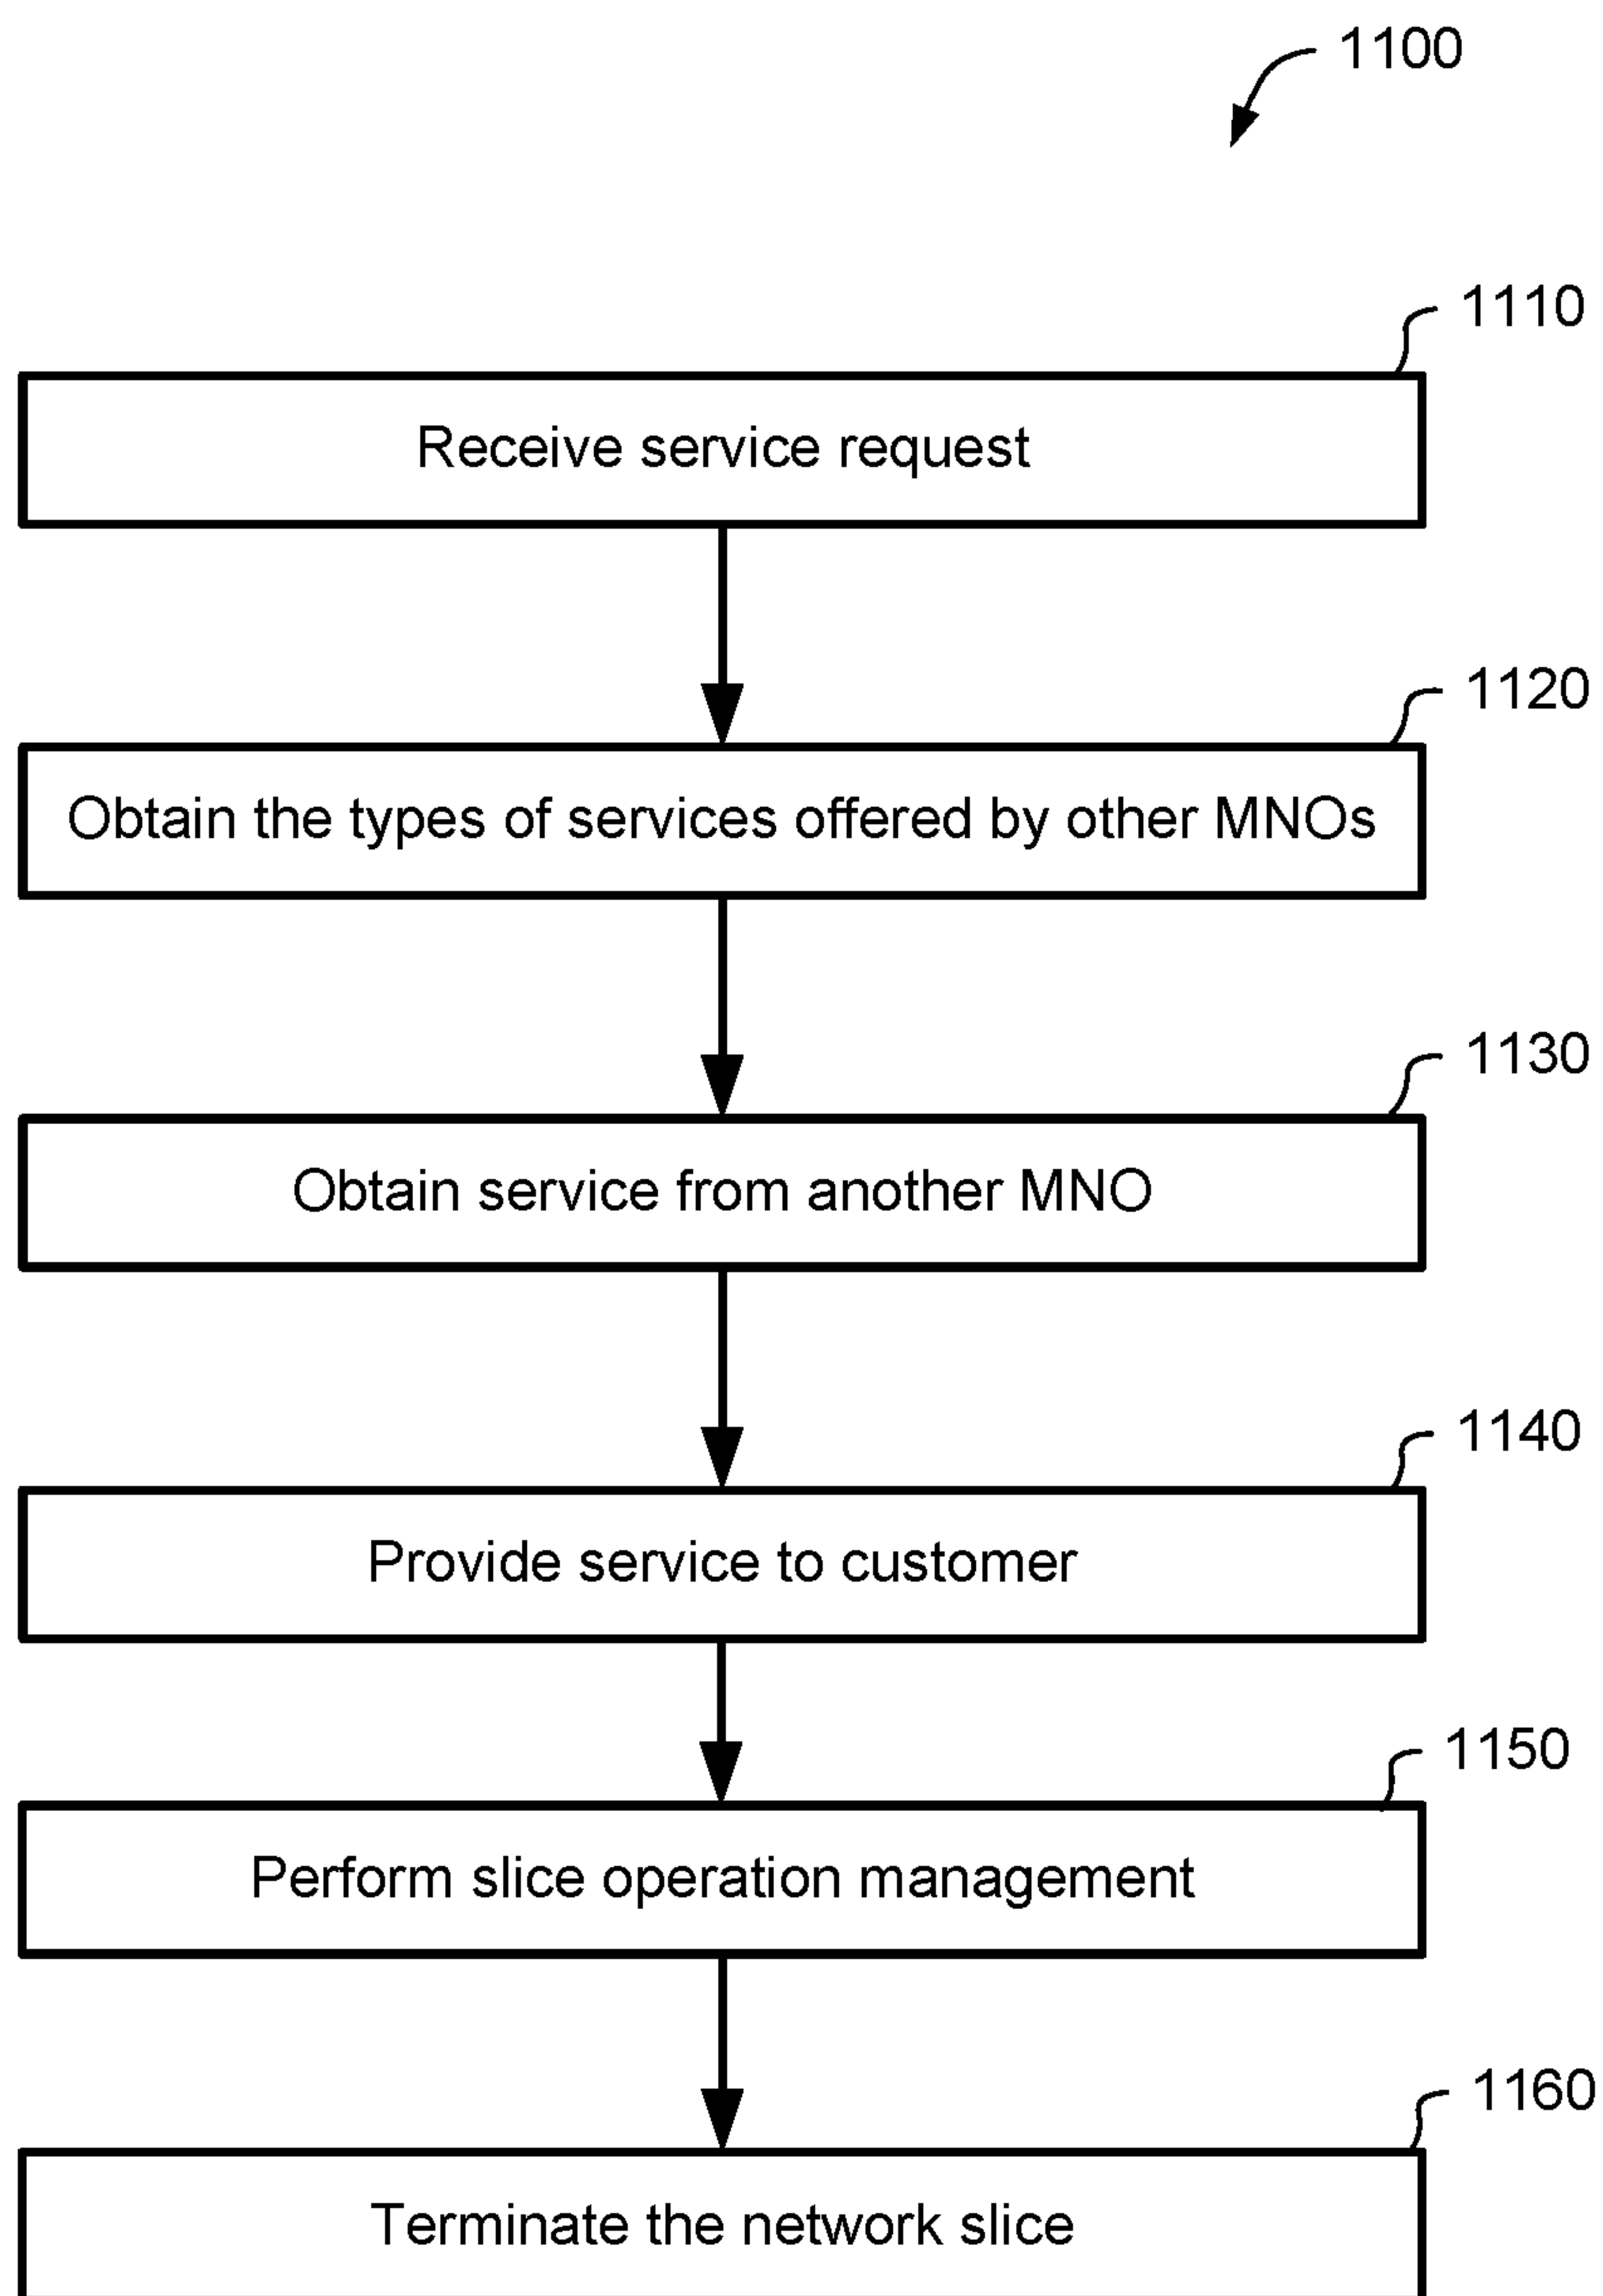 1100
1110
Receive service request
1120
Obtain the types of services offered by other MNOs
1130
Obtain service from another MNO
1140
Provide service to customer
1150
Perform slice operation management
1160
Terminate the network slice